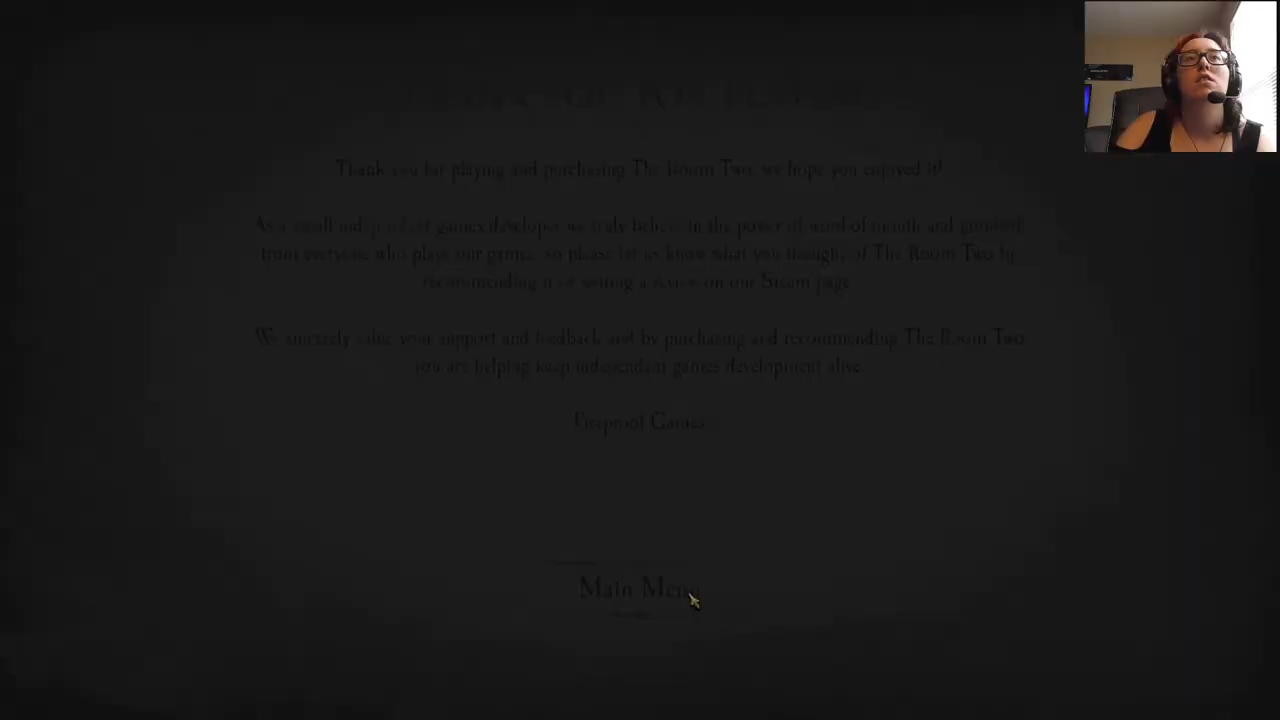 Thank you for playing and purchasing The Room Two, we hope you enjoyed it!
As a small independent games developer we truly believe in the power of word of mouth and
from everyone who plays our games, so please let us know what you thought of The Room Two by
recommending it or writing a review on our Steam page
We sincerely value your support and feedback and by purchasing and recommending The Room Two
you are helping keep independent games development alive
Fireproof Games
Main Menu